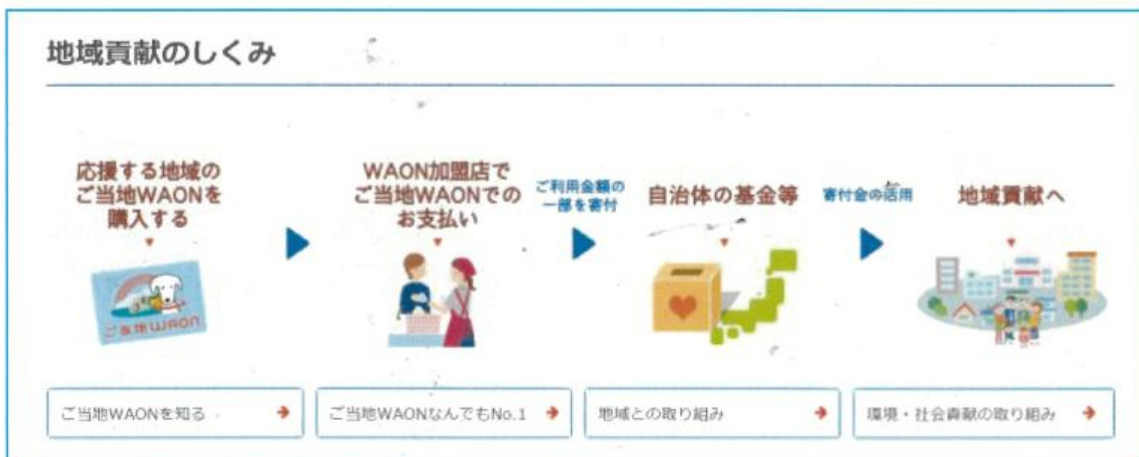 地域貢献のしくみ
応援する地域の
ご当地WAONを
購入する
WAON加盟店で
ご当地WAONでの
お支払い
ご利用金額の
一部を寄付
自治体の基金等
寄付金の活用
地域貢献へ
ご当地WAON
ご当地WAONを知る
ご当地WAONなんでもNo.1
地域との取り組み
環境・社会貢献の取り組み